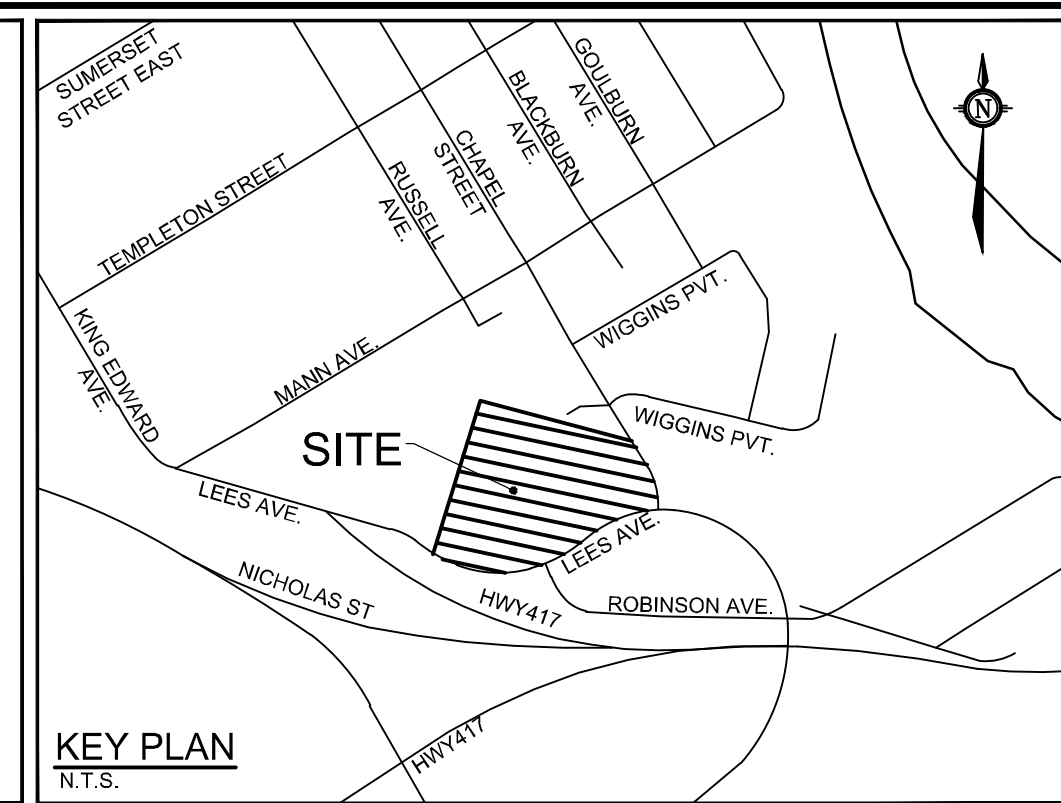 SUMERSET
STREET EAST
TEMPLETON STREET
RUSSELL
AVE.
CHAPEL
STREET
BLACKBURN
AVE.
GOULBURN
AVE.
N
KING EDWARD
AVE.
MANN AVE.
WIGGINS PVT.
WIGGINS PVT.
SITE
LEES AVE.
LEES AVE.
NICHOLAS ST
HWY417
ROBINSON AVE.
HWY417
KEY PLAN
N.T.S.